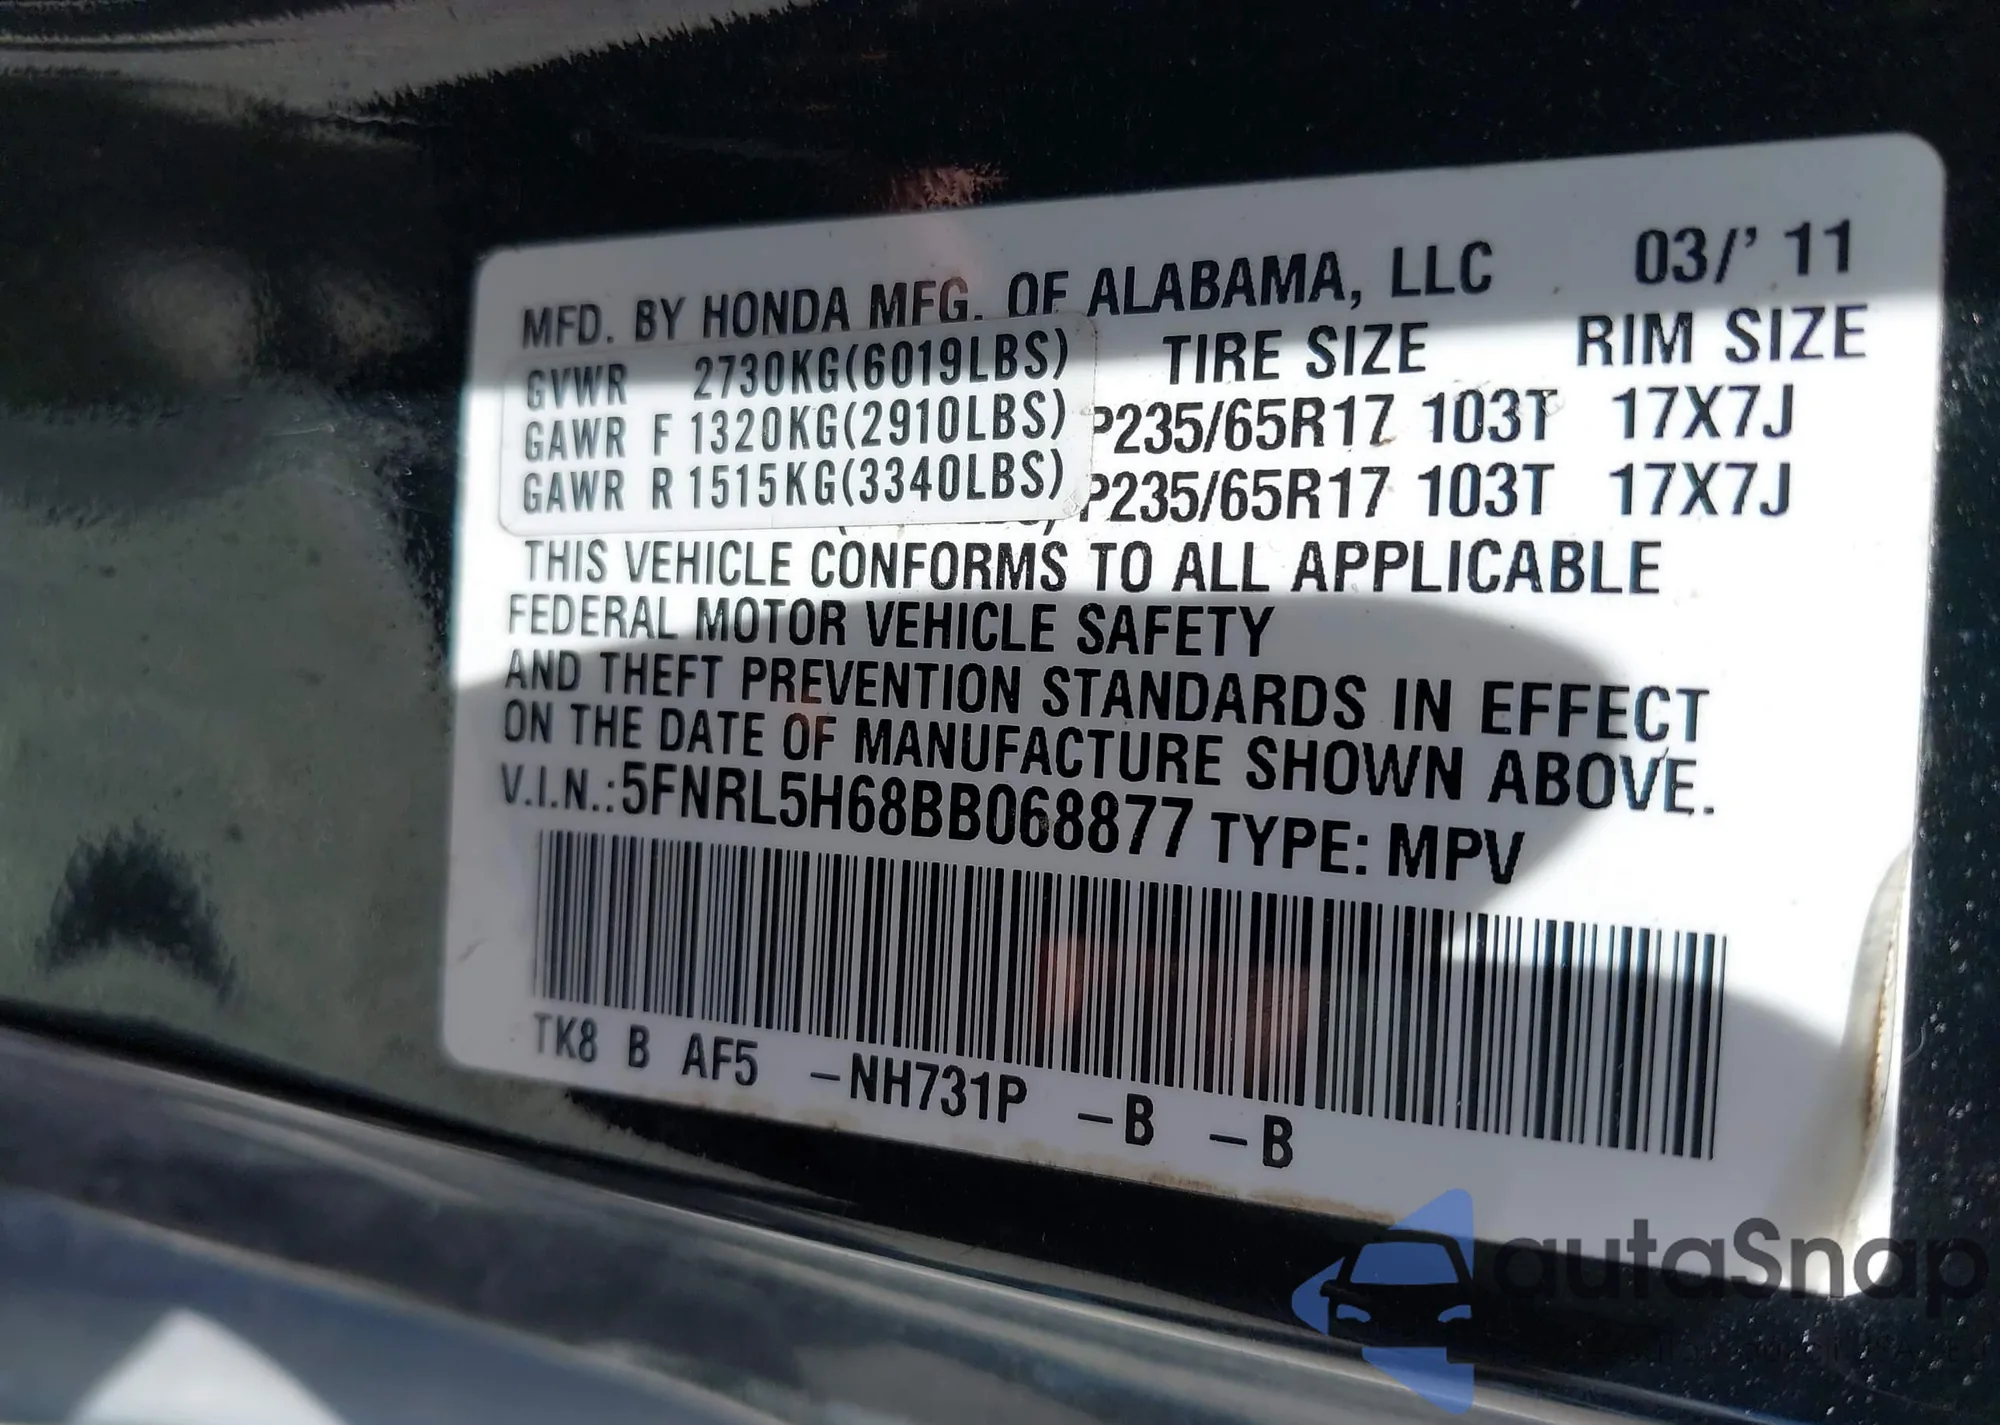 MFD. BY HONDA MFG. OF ALABAMA, LLC 03/'11
TIRE SIZE RIM SIZE
GVWR 2730KG(6019LBS)
GAWR F 1320KG(2910LBS) P235/65R17 103T 17X7J
GAWR R 1515KG(3340LBS) P235/65R17 103T 17X7J
THIS VEHICLE CONFORMS TO ALL APPLICABLE
FEDERAL MOTOR VEHICLE SAFETY
AND THEFT PREVENTION STANDARDS IN EFFECT
ON THE DATE OF MANUFACTURE SHOWN ABOVE.
V.I.N.:5FNRL5H68BB068877 TYPE: MPV
TK8 B AF5 -NH731P -B -B
autaSnap